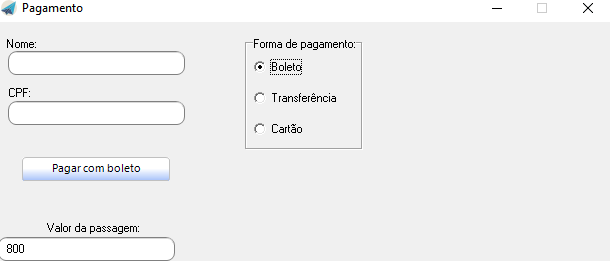 Pagamento
Nome:
CPF:
Pagar com boleto
Valor da passagem:
800
Forma de pagamento:
Boleto
Transferência
Cartão